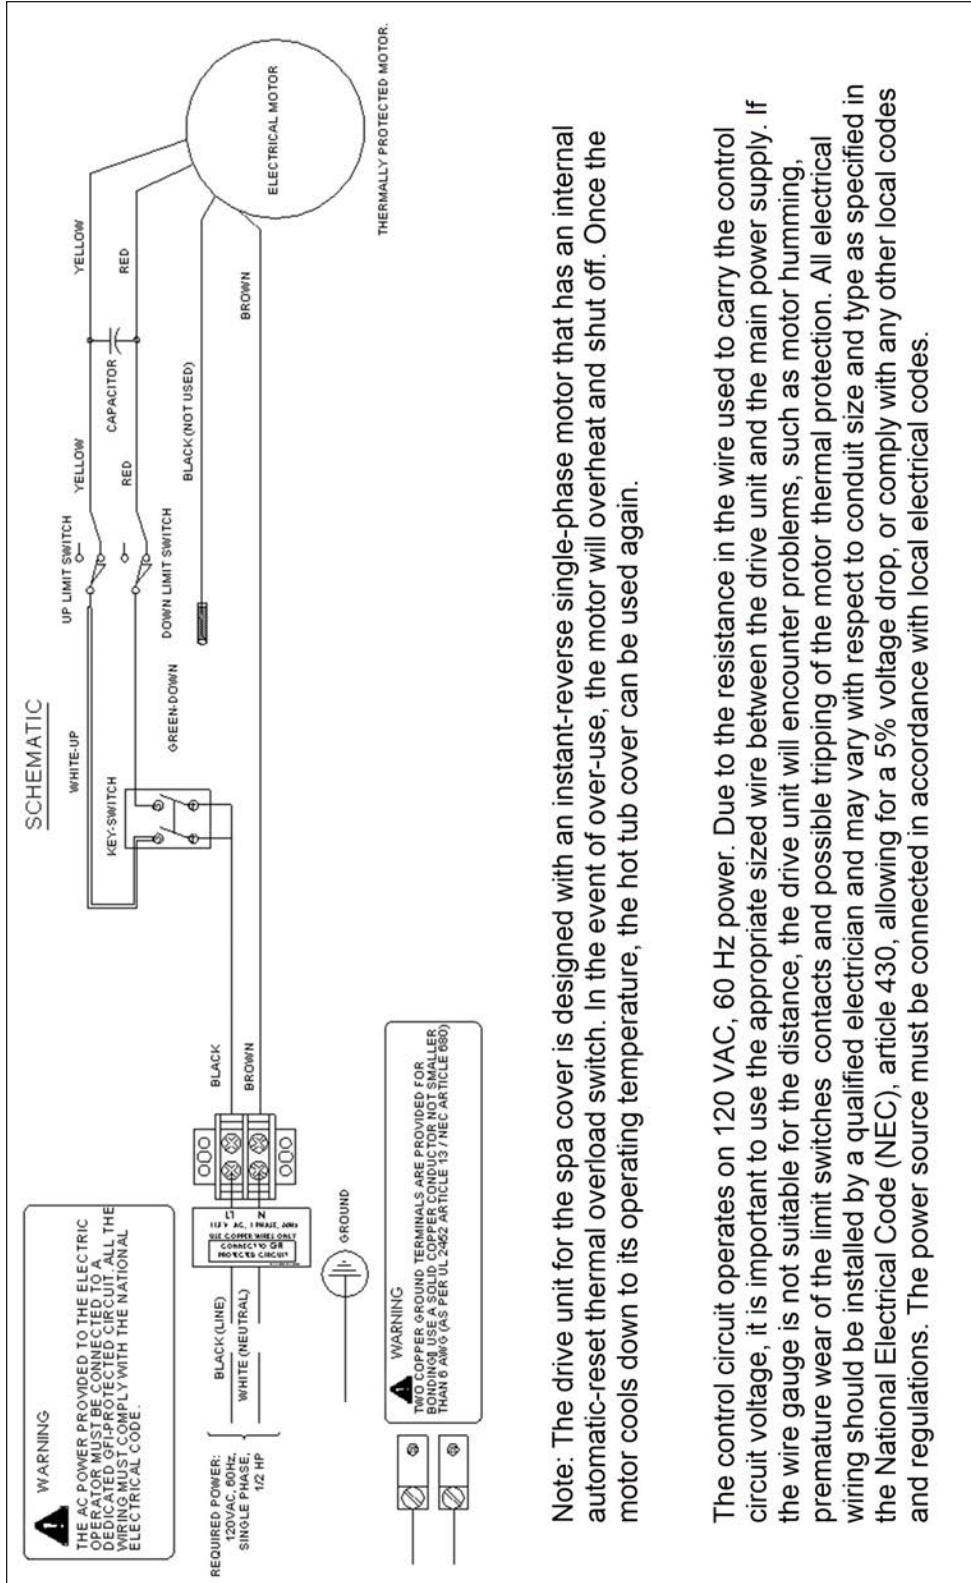 SCHEMATIC
WARNING
THE AC POWER PROVIDED TO THE ELECTRIC
OPERATOR MUST BE CONNECTED TO A
DEDICATED GFI-PROTECTED CIRCUIT. ALL THE
WIRING MUST COMPLY WITH THE NATIONAL
ELECTRICAL CODE.
REQUIRED POWER:
120VAC, 60Hz,
SINGLE PHASE,
1/2 HP
BLACK (LINE)
WHITE (NEUTRAL)
L1
N
115 V AC, 1 PHASE, 60Hz
USE COPPER WIRES ONLY
CONNECT TO GFI
PROTECTED CIRCUIT
GROUND
BLACK
BROWN
KEY-SWITCH
WHITE-UP
GREEN-DOWN
UP LIMIT SWITCH
DOWN LIMIT SWITCH
YELLOW
RED
CAPACITOR
YELLOW
RED
BLACK (NOT USED)
BROWN
ELECTRICAL MOTOR
THERMALLY PROTECTED MOTOR.
WARNING
TWO COPPER GROUND TERMINALS ARE PROVIDED FOR
BONDING USE A SOLID COPPER CONDUCTOR NOT SMALLER
THAN 6 AWG (AS PER UL 2452 ARTICLE 13 / NEC ARTICLE 680)
Note: The drive unit for the spa cover is designed with an instant-reverse single-phase motor that has an internal
automatic-reset thermal overload switch. In the event of over-use, the motor will overheat and shut off. Once the
motor cools down to its operating temperature, the hot tub cover can be used again.
The control circuit operates on 120 VAC, 60 Hz power. Due to the resistance in the wire used to carry the control
circuit voltage, it is important to use the appropriate sized wire between the drive unit and the main power supply. If
the wire gauge is not suitable for the distance, the drive unit will encounter problems, such as motor humming,
premature wear of the limit switches contacts and possible tripping of the motor thermal protection. All electrical
wiring should be installed by a qualified electrician and may vary with respect to conduit size and type as specified in
the National Electrical Code (NEC), article 430, allowing for a 5% voltage drop, or comply with any other local codes
and regulations. The power source must be connected in accordance with local electrical codes.